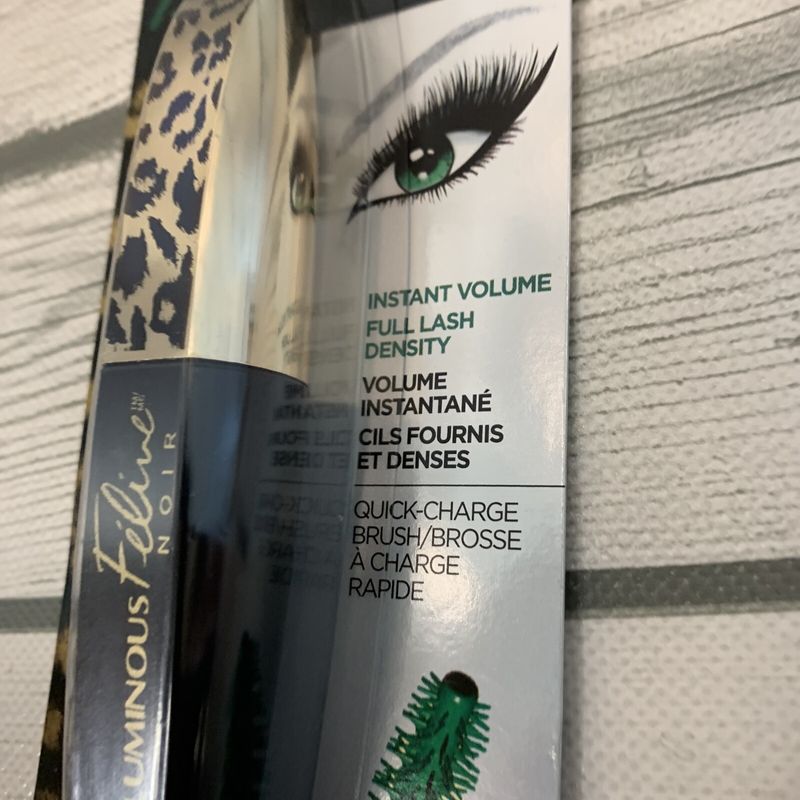 INSTANT VOLUME
FULL LASH
DENSITY
VOLUME
INSTANTANÉ
CILS FOURNIS
ET DENSES
QUICK-CHARGE
BRUSH/BROSSE
À CHARGE
RAPIDE
LUMINOUS Féline
NOIR